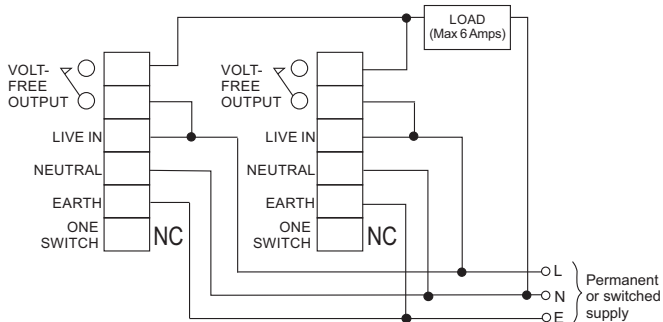 LOAD
(Max 6 Amps)
VOLT-
FREE
OUTPUT
LIVE IN
NEUTRAL
EARTH
ONE
SWITCH
NC
VOLT-
FREE
OUTPUT
LIVE IN
NEUTRAL
EARTH
ONE
SWITCH
NC
L
N
E
Permanent
or switched
supply